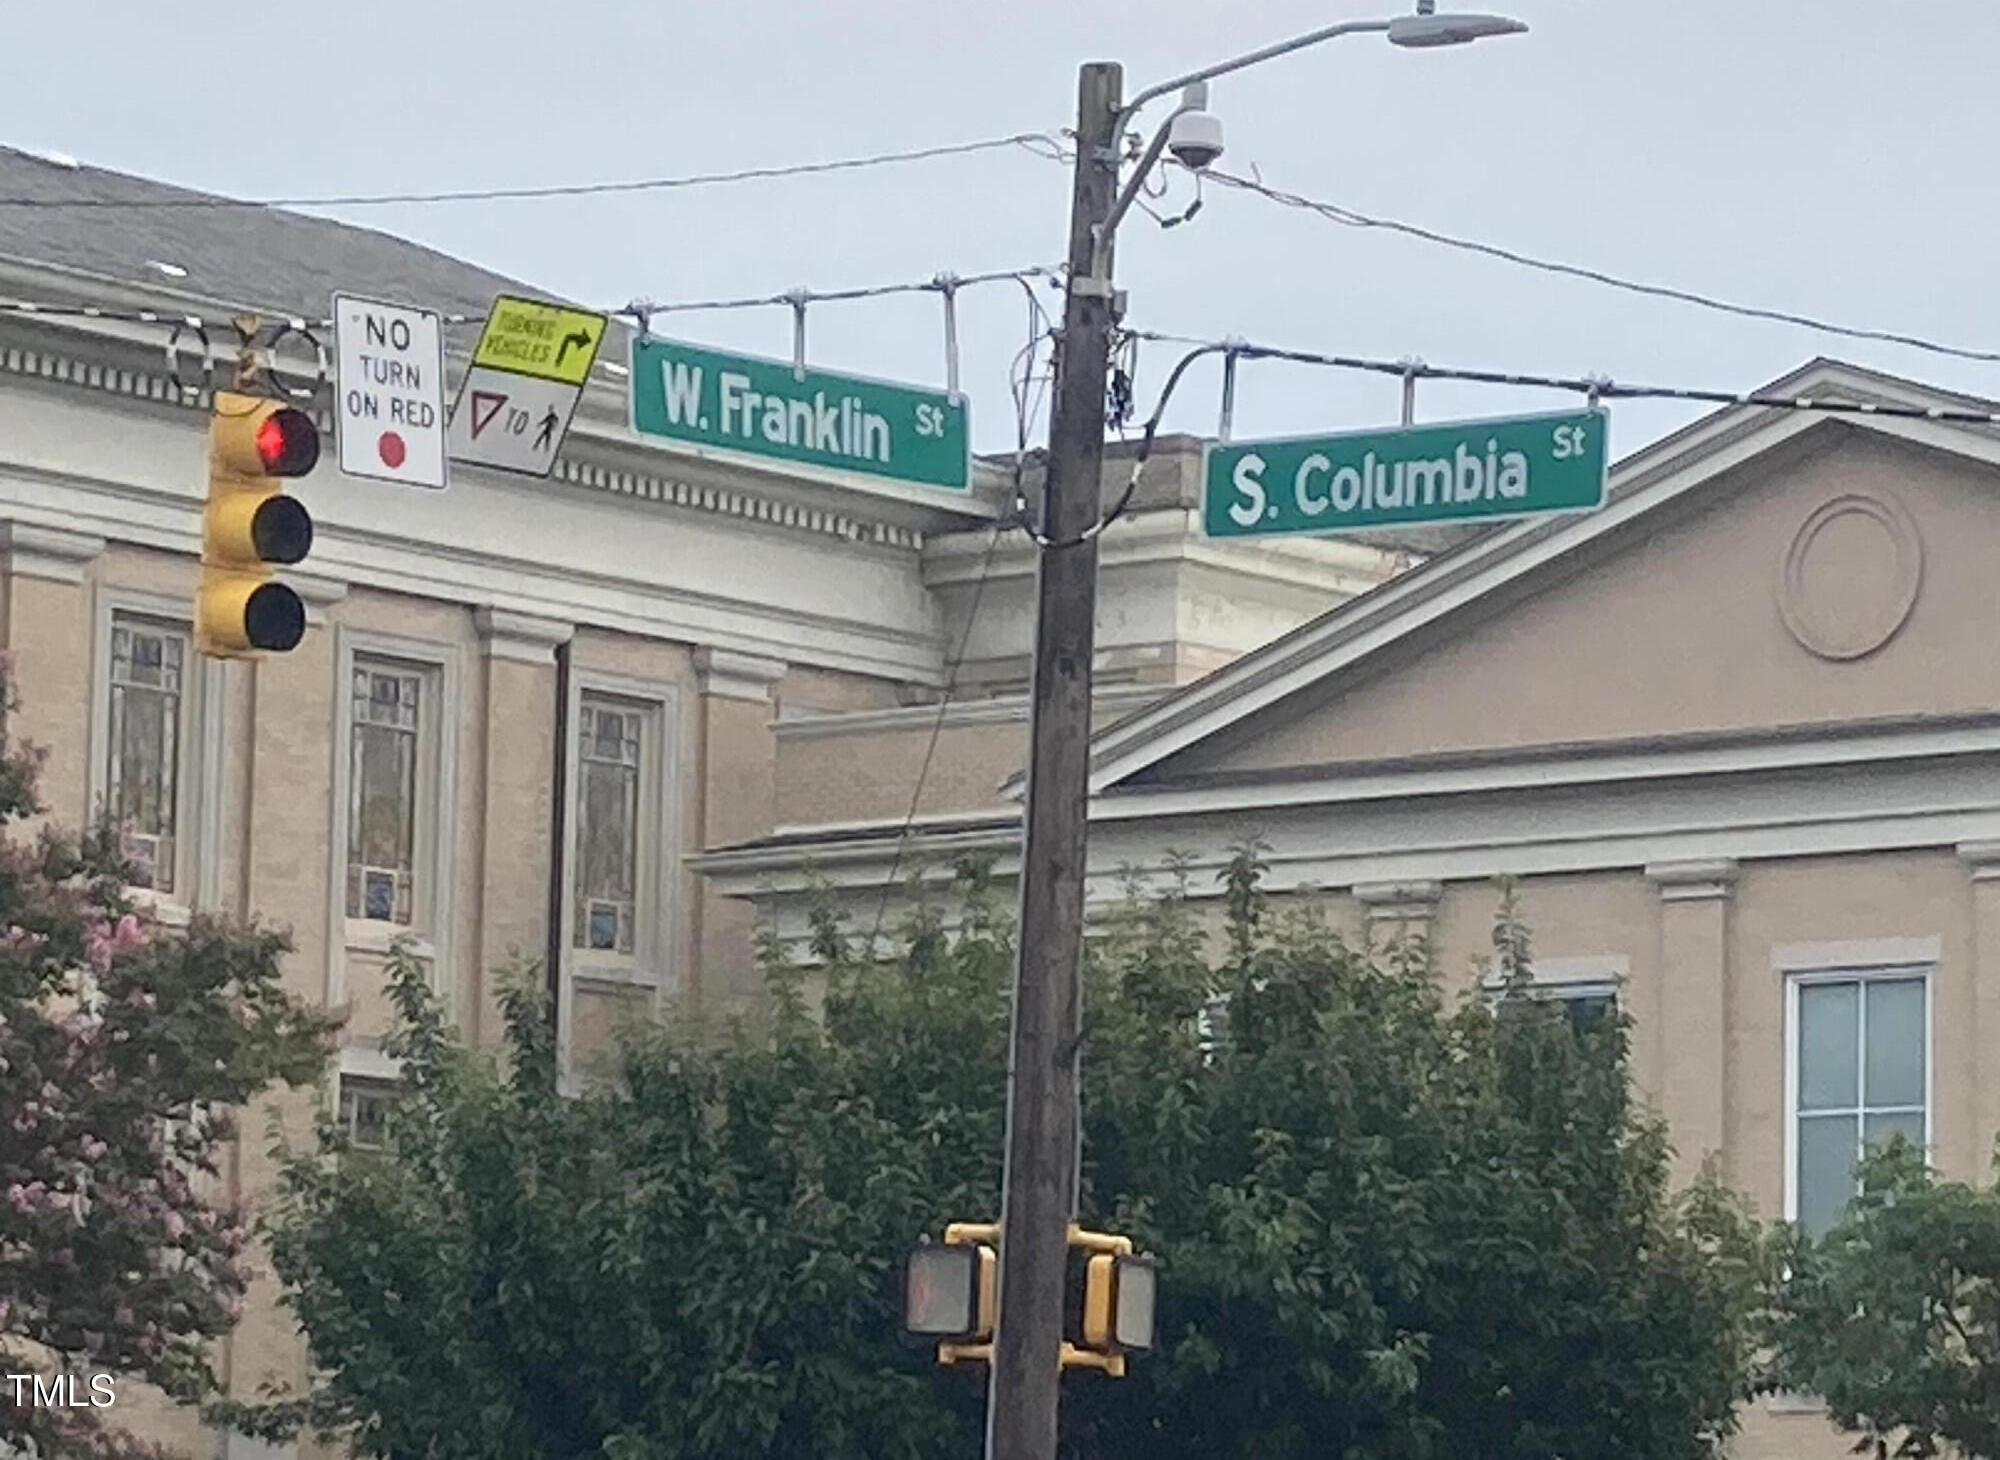 NO
TURN
ON RED
TURNING
VEHICLES
TO
W. Franklin St
S. Columbia St
TMLS